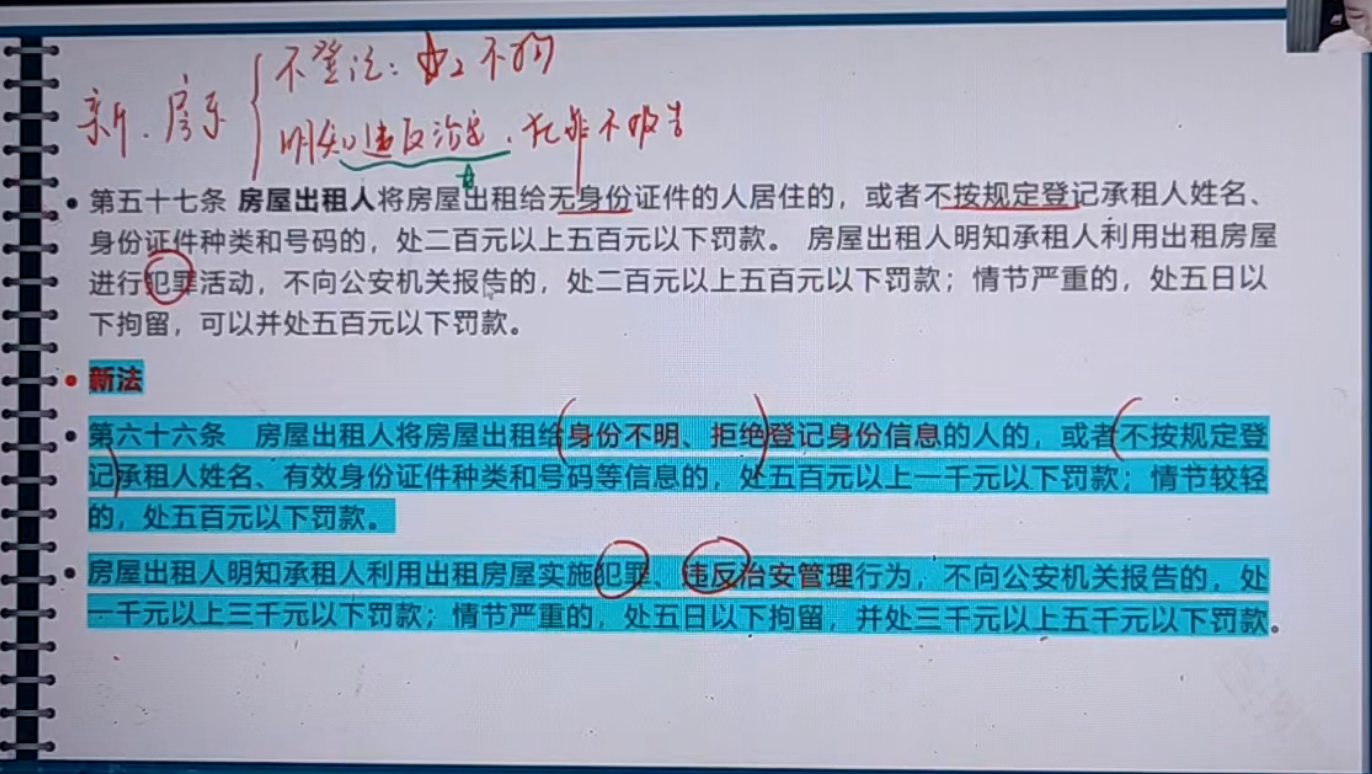 不登记：不拘
新.房东
明知违反治安、犯罪不报告
第五十七条 房屋出租人将房屋出租给无身份证件的人居住的，或者不按规定登记承租人姓名、
身份证件种类和号码的，处二百元以上五百元以下罚款。 房屋出租人明知承租人利用出租房屋
进行犯罪活动，不向公安机关报告的，处二百元以上五百元以下罚款；情节严重的，处五日以
下拘留，可以并处五百元以下罚款。
新法
第六十六条 房屋出租人将房屋出租给身份不明、拒绝登记身份信息的人的，或者不按规定登
记承租人姓名、有效身份证件种类和号码等信息的，处五百元以上一千元以下罚款；情节较轻
的，处五百元以下罚款。
房屋出租人明知承租人利用出租房屋实施犯罪、违反治安管理行为，不向公安机关报告的，处
一千元以上三千元以下罚款；情节严重的，处五日以下拘留，并处三千元以上五千元以下罚款。